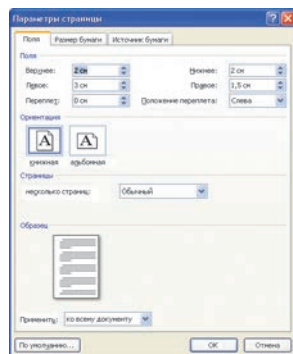 Параметры страницы
Поля Размер бумаги Источник бумаги
Поля
Верхнее: 2 см Нижнее: 2 см
Левое: 3 см Правое: 1,5 см
Переплет: 0 см Положение переплета: Слева
Ориентация
A A
книжная альбомная
Страницы
несколько страниц: Обычный
Образец
Применить: ко всему документу
По умолчанию... ОК Отмена